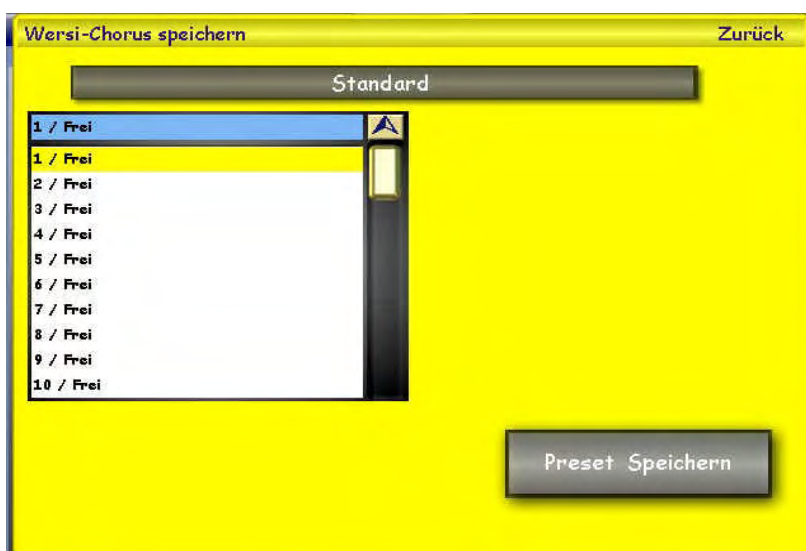 Wersi-Chorus speichern Zurück
Standard
1 / Frei
1 / Frei
2 / Frei
3 / Frei
4 / Frei
5 / Frei
6 / Frei
7 / Frei
8 / Frei
9 / Frei
10 / Frei
Preset Speichern